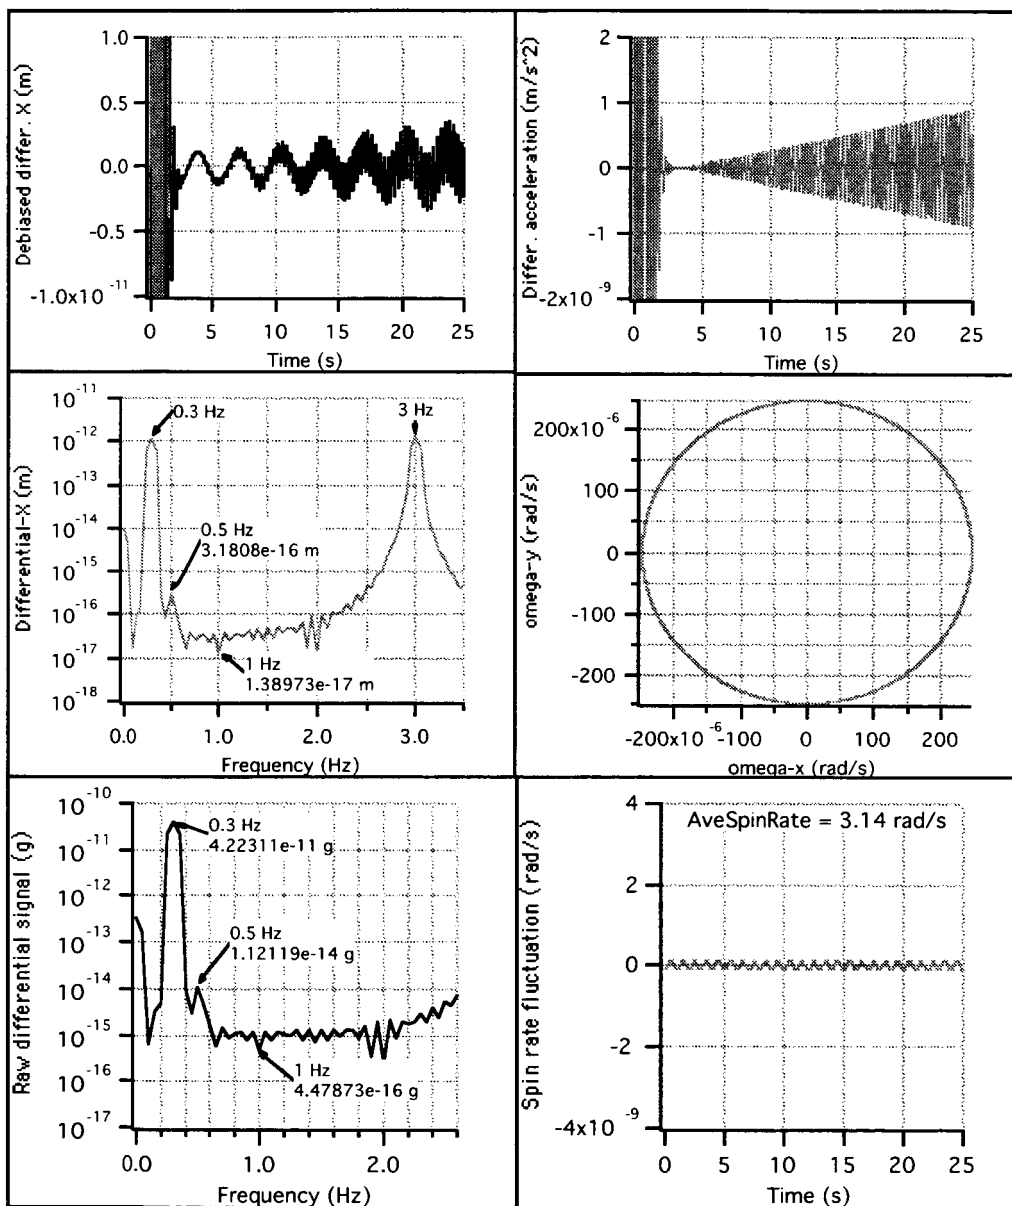 Debiased differ. X (m)
1.0
0.5
0.0
-0.5
-1.0x10 -11
0 5 10 15 20 25
Time (s)
Differ. acceleration (m/s^2)
2
1
0
-1
-2x10 -9
0 5 10 15 20 25
Time (s)
Differential-X (m)
10 -11
10 -12
10 -13
10 -14
10 -15
10 -16
10 -17
10 -18
0.3 Hz
3 Hz
0.5 Hz
3.1808e-16 m
1 Hz
1.38973e-17 m
0.0 1.0 2.0 3.0
Frequency (Hz)
omega-y (rad/s)
200x10 -6
100
0
-100
-200
-200x10 -6 -100 0 100 200
omega-x (rad/s)
Raw differential signal (g)
10 -10
10 -11
10 -12
10 -13
10 -14
10 -15
10 -16
10 -17
0.3 Hz
4.22311e-11 g
0.5 Hz
1.12119e-14 g
1 Hz
4.47873e-16 g
0.0 1.0 2.0
Frequency (Hz)
Spin rate fluctuation (rad/s)
4
2
0
-2
-4x10 -9
AveSpinRate = 3.14 rad/s
0 5 10 15 20 25
Time (s)